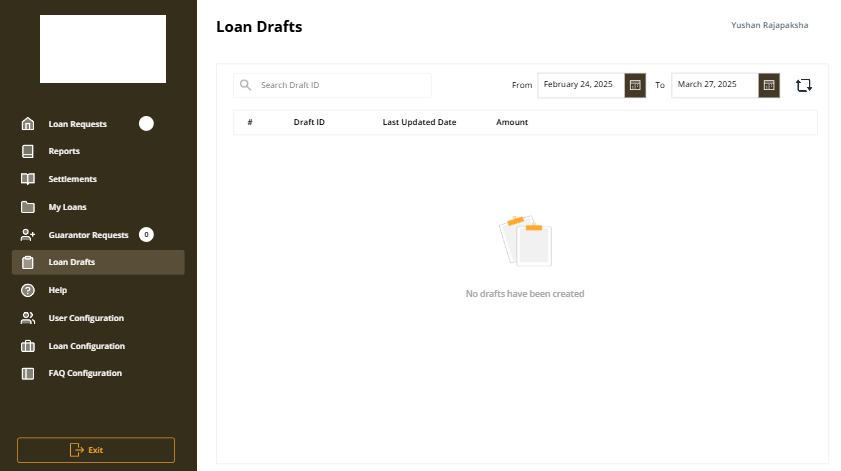 Loan Drafts
Yushan Rajapaksha
Search Draft ID
From February 24, 2025 To March 27, 2025
# Draft ID Last Updated Date Amount
No drafts have been created
Loan Requests
Reports
Settlements
My Loans
Guarantor Requests 0
Loan Drafts
Help
User Configuration
Loan Configuration
FAQ Configuration
Exit